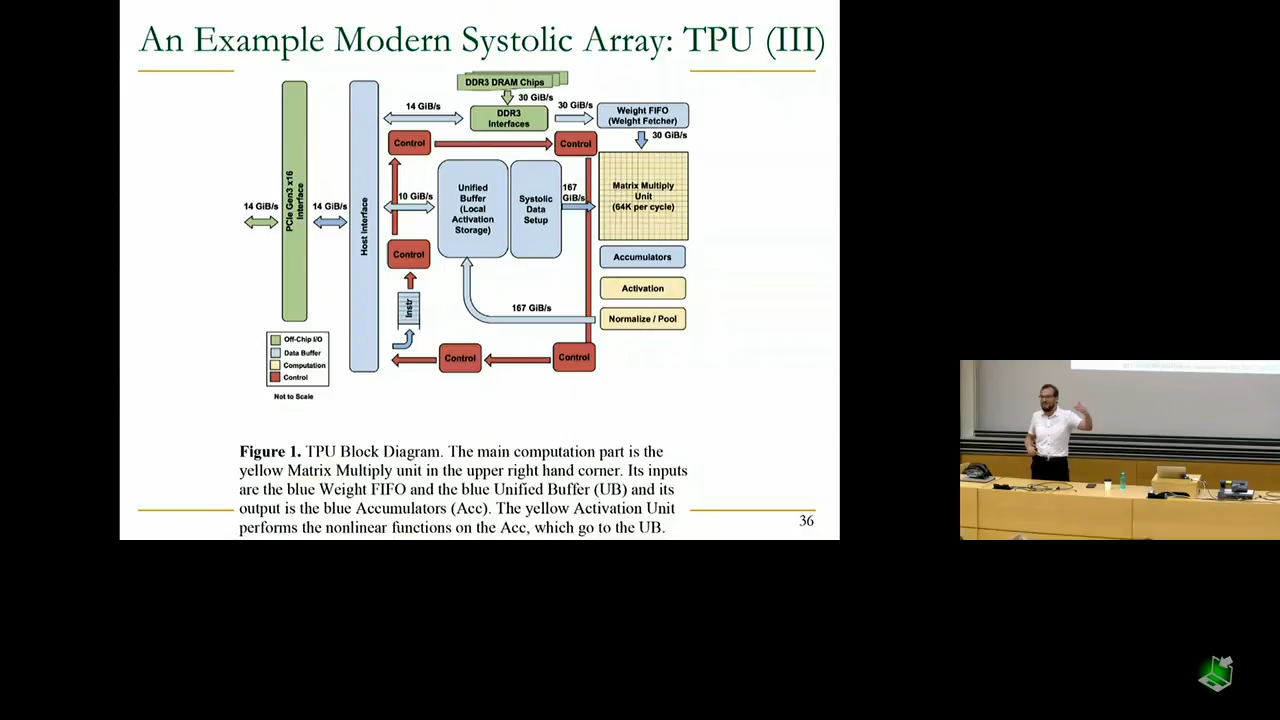 An Example Modern Systolic Array: TPU (III)
DDR3 DRAM Chips
30 GiB/s
14 GiB/s
30 GiB/s
DDR3
Interfaces
Weight FIFO
(Weight Fetcher)
30 GiB/s
Control
Control
PCIe Gen3 x16
Interface
Host Interface
14 GiB/s
14 GiB/s
10 GiB/s
Unified
Buffer
(Local
Activation
Storage)
Systolic
Data
Setup
167
GiB/s
Matrix Multiply
Unit
(64K per cycle)
Control
Accumulators
Activation
Instr
167 GiB/s
Normalize / Pool
Control
Control
Off-Chip I/O
Data Buffer
Computation
Control
Not to Scale
Figure 1. TPU Block Diagram. The main computation part is the
yellow Matrix Multiply unit in the upper right hand corner. Its inputs
are the blue Weight FIFO and the blue Unified Buffer (UB) and its
output is the blue Accumulators (Acc). The yellow Activation Unit
performs the nonlinear functions on the Acc, which go to the UB.
36